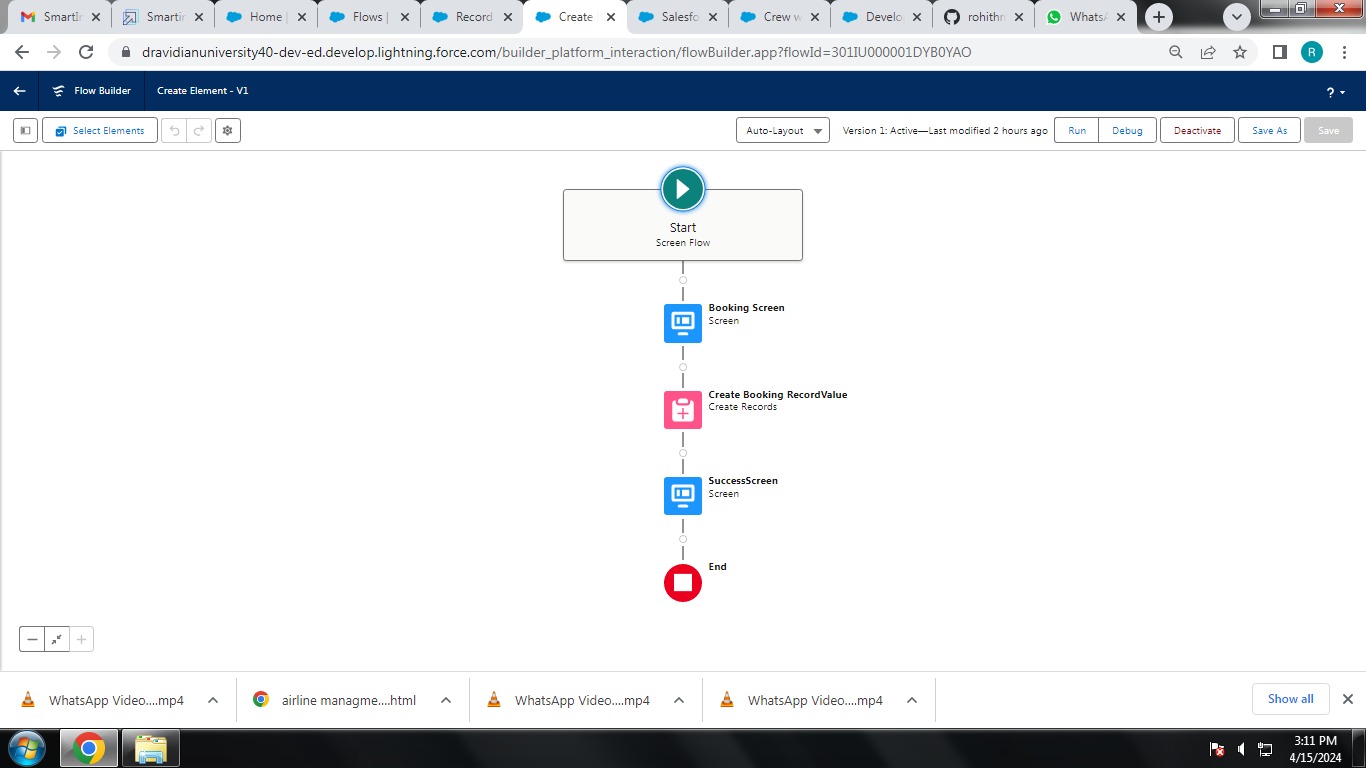 Smartin
Smartin
Home |
Flows |
Record
Create
Salesfo
Crew w
Develo
rohithr
WhatsA
dravidianuniversity40-dev-ed.develop.lightning.force.com/builder_platform_interaction/flowBuilder.app?flowId=301IU000001DYB0YAO
R
Flow Builder
Create Element - V1
?
Select Elements
Auto-Layout
Version 1: Active—Last modified 2 hours ago
Run
Debug
Deactivate
Save As
Save
Start
Screen Flow
Booking Screen
Screen
Create Booking RecordValue
Create Records
SuccessScreen
Screen
End
WhatsApp Video....mp4
airline managme....html
WhatsApp Video....mp4
WhatsApp Video....mp4
Show all
3:11 PM
4/15/2024